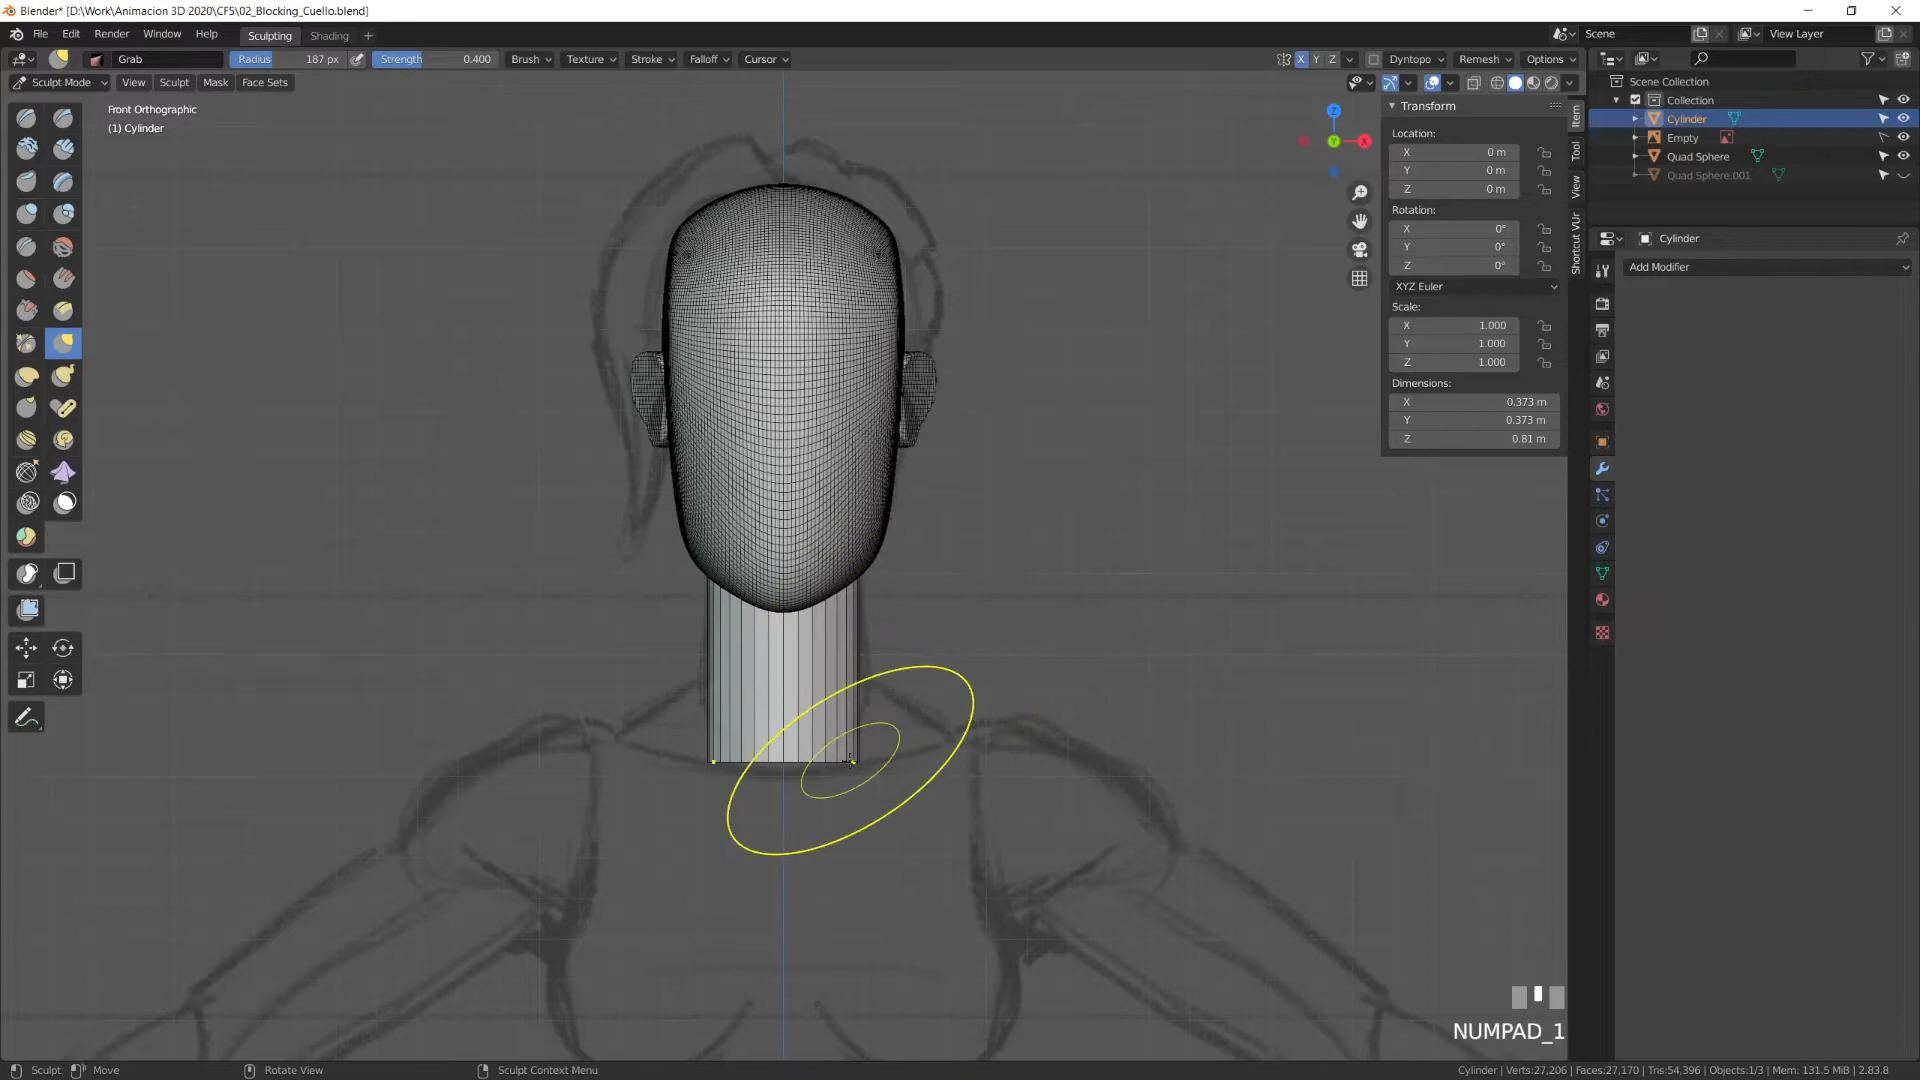 Blender* [D:\Work\Animacion 3D 2020\CF5\02_Blocking_Cuello.blend]
File Edit Render Window Help Sculpting Shading + Scene View Layer
Grab Radius 187 px Strength 0.400 Brush Texture Stroke Falloff Cursor X Y Z Dyntopo Remesh Options
Sculpt Mode View Sculpt Mask Face Sets
Front Orthographic
(1) Cylinder
Z
X
Y
Transform
Location:
X 0 m
Y 0 m
Z 0 m
Rotation:
X 0°
Y 0°
Z 0°
XYZ Euler
Scale:
X 1.000
Y 1.000
Z 1.000
Dimensions:
X 0.373 m
Y 0.373 m
Z 0.81 m
Item
Tool
View
Shortcut VUr
Scene Collection
Collection
Cylinder
Empty
Quad Sphere
Quad Sphere.001
Cylinder
Add Modifier
NUMPAD_1
Sculpt Move Rotate View Sculpt Context Menu Cylinder | Verts:27,206 | Faces:27,170 | Tris:54,396 | Objects:1/3 | Mem: 131.5 MiB | 2.83.8